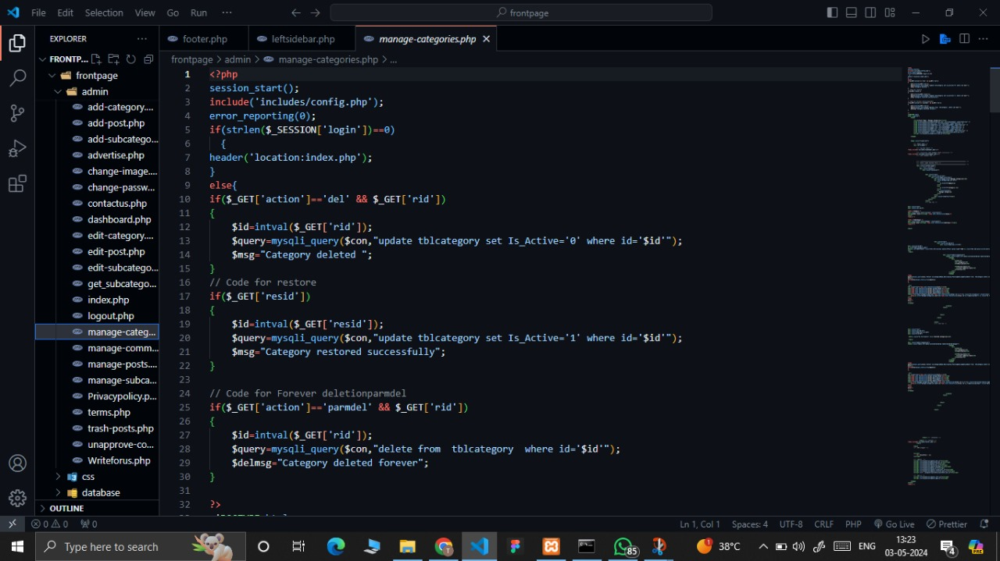 File Edit Selection View Go Run ··· frontpage
EXPLORER ···
footer.php leftsidebar.php manage-categories.php
FRONTP...
frontpage > admin > manage-categories.php > ...
frontpage
admin
add-category....
add-post.php
add-subcatego...
advertise.php
change-image....
change-passw...
contactus.php
dashboard.php
edit-category....
edit-post.php
edit-subcatego...
get_subcatego...
index.php
logout.php
manage-categ...
manage-comm...
manage-posts....
manage-subca...
Privacypolicy.p...
terms.php
trash-posts.php
unapprove-co...
Writeforus.php
css
database
OUTLINE
1 <?php
2 session_start();
3 include('includes/config.php');
4 error_reporting(0);
5 if(strlen($_SESSION['login'])==0)
6 {
7 header('location:index.php');
8 }
9 else{
10 if($_GET['action']=='del' && $_GET['rid'])
11 {
12 $id=intval($_GET['rid']);
13 $query=mysqli_query($con,"update tblcategory set Is_Active='0' where id='$id'");
14 $msg="Category deleted ";
15 }
16 // Code for restore
17 if($_GET['resid'])
18 {
19 $id=intval($_GET['resid']);
20 $query=mysqli_query($con,"update tblcategory set Is_Active='1' where id='$id'");
21 $msg="Category restored successfully";
22 }
23
24 // Code for Forever deletionparmdel
25 if($_GET['action']=='parmdel' && $_GET['rid'])
26 {
27 $id=intval($_GET['rid']);
28 $query=mysqli_query($con,"delete from  tblcategory  where id='$id'");
29 $delmsg="Category deleted forever";
30 }
31
32 ?>
0 0 0
Ln 1, Col 1 Spaces: 4 UTF-8 CRLF PHP Go Live Prettier
Type here to search
85
1 38°C
ENG
13:23
03-05-2024
4
PRE